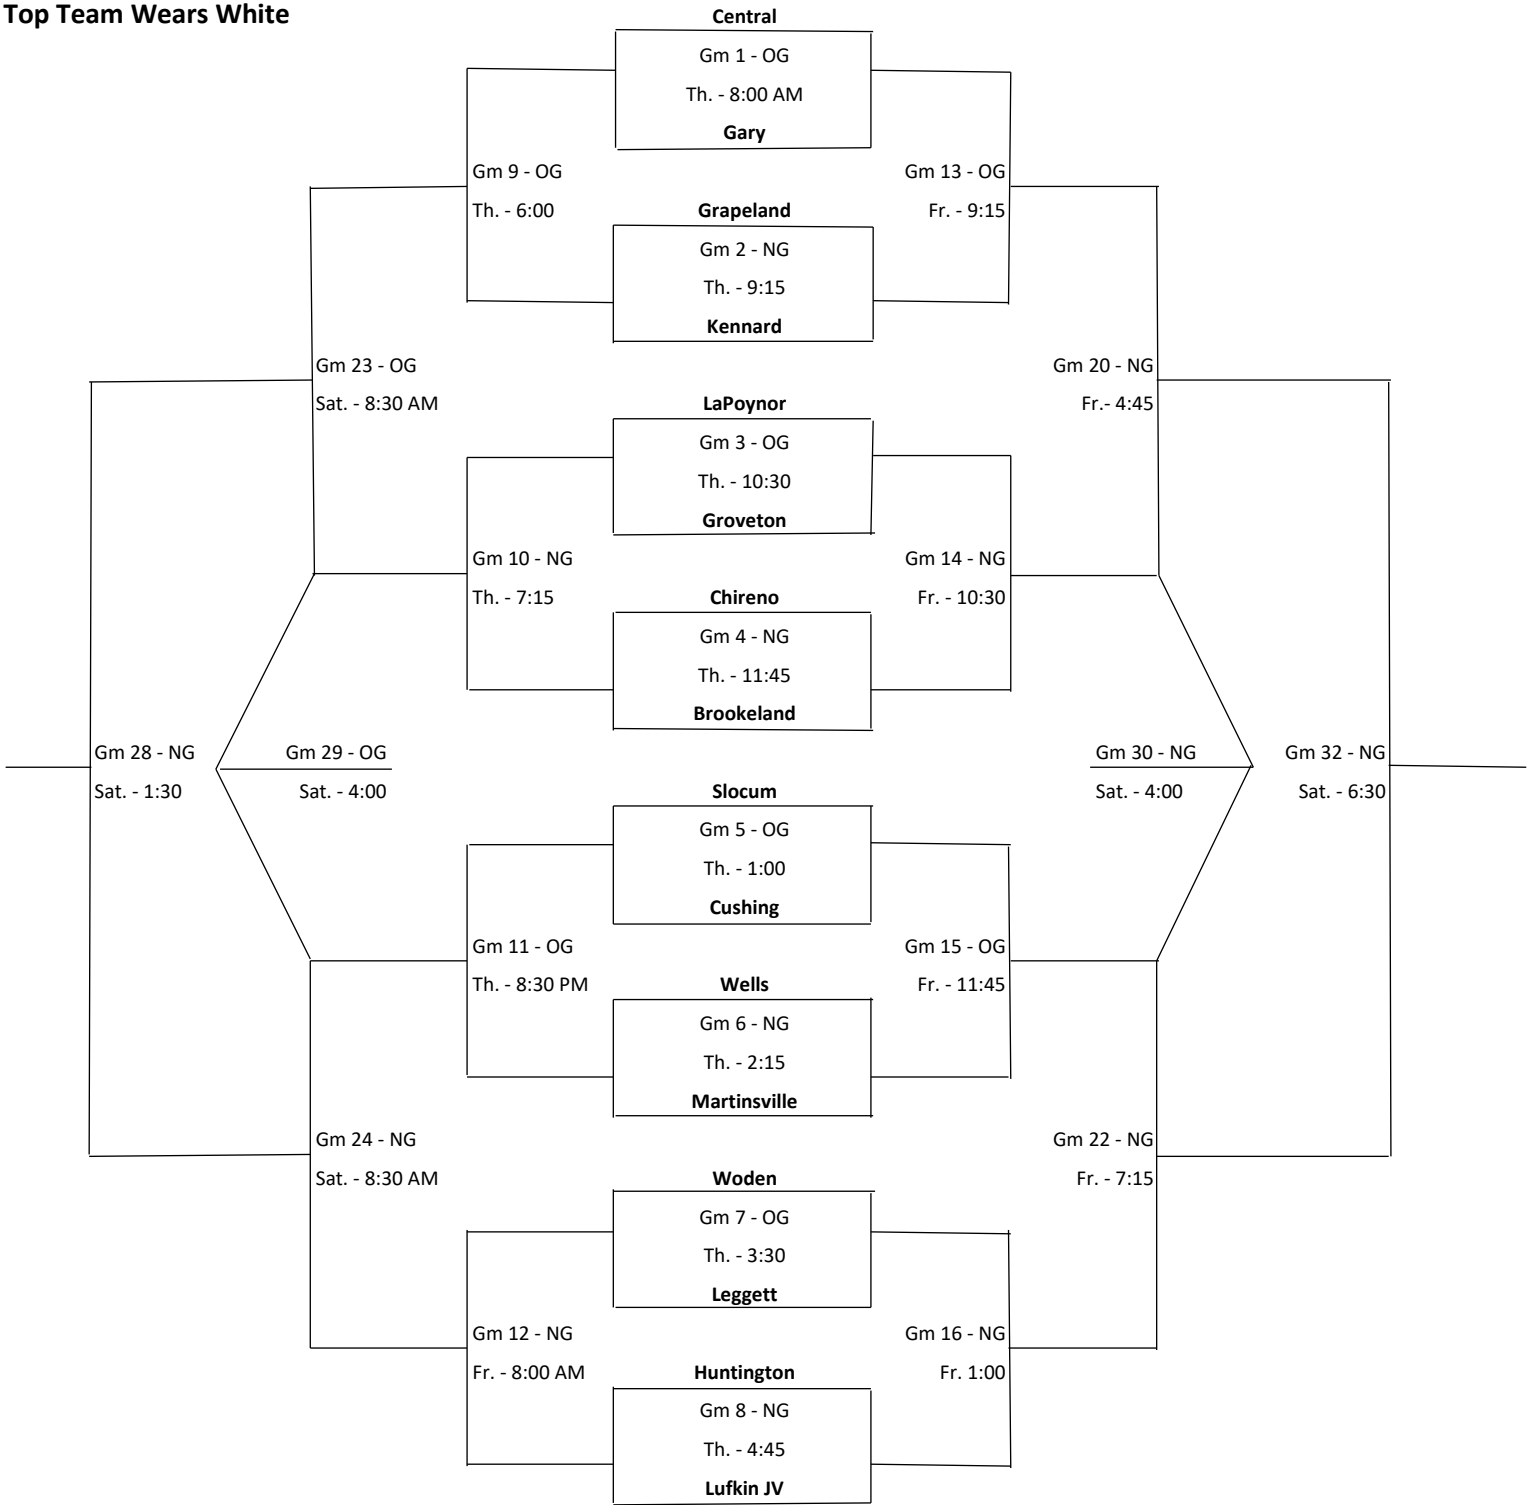 Top Team Wears White
Central
Gm 1 - OG
Th. - 8:00 AM
Gary
Gm 9 - OG
Th. - 6:00
Gm 13 - OG
Fr. - 9:15
Grapeland
Gm 2 - NG
Th. - 9:15
Kennard
Gm 23 - OG
Sat. - 8:30 AM
Gm 20 - NG
Fr.- 4:45
LaPoynor
Gm 3 - OG
Th. - 10:30
Groveton
Gm 10 - NG
Th. - 7:15
Gm 14 - NG
Fr. - 10:30
Chireno
Gm 4 - NG
Th. - 11:45
Brookeland
Gm 28 - NG
Sat. - 1:30
Gm 29 - OG
Sat. - 4:00
Gm 30 - NG
Sat. - 4:00
Gm 32 - NG
Sat. - 6:30
Slocum
Gm 5 - OG
Th. - 1:00
Cushing
Gm 11 - OG
Th. - 8:30 PM
Gm 15 - OG
Fr. - 11:45
Wells
Gm 6 - NG
Th. - 2:15
Martinsville
Gm 24 - NG
Sat. - 8:30 AM
Gm 22 - NG
Fr. - 7:15
Woden
Gm 7 - OG
Th. - 3:30
Leggett
Gm 12 - NG
Fr. - 8:00 AM
Gm 16 - NG
Fr. 1:00
Huntington
Gm 8 - NG
Th. - 4:45
Lufkin JV